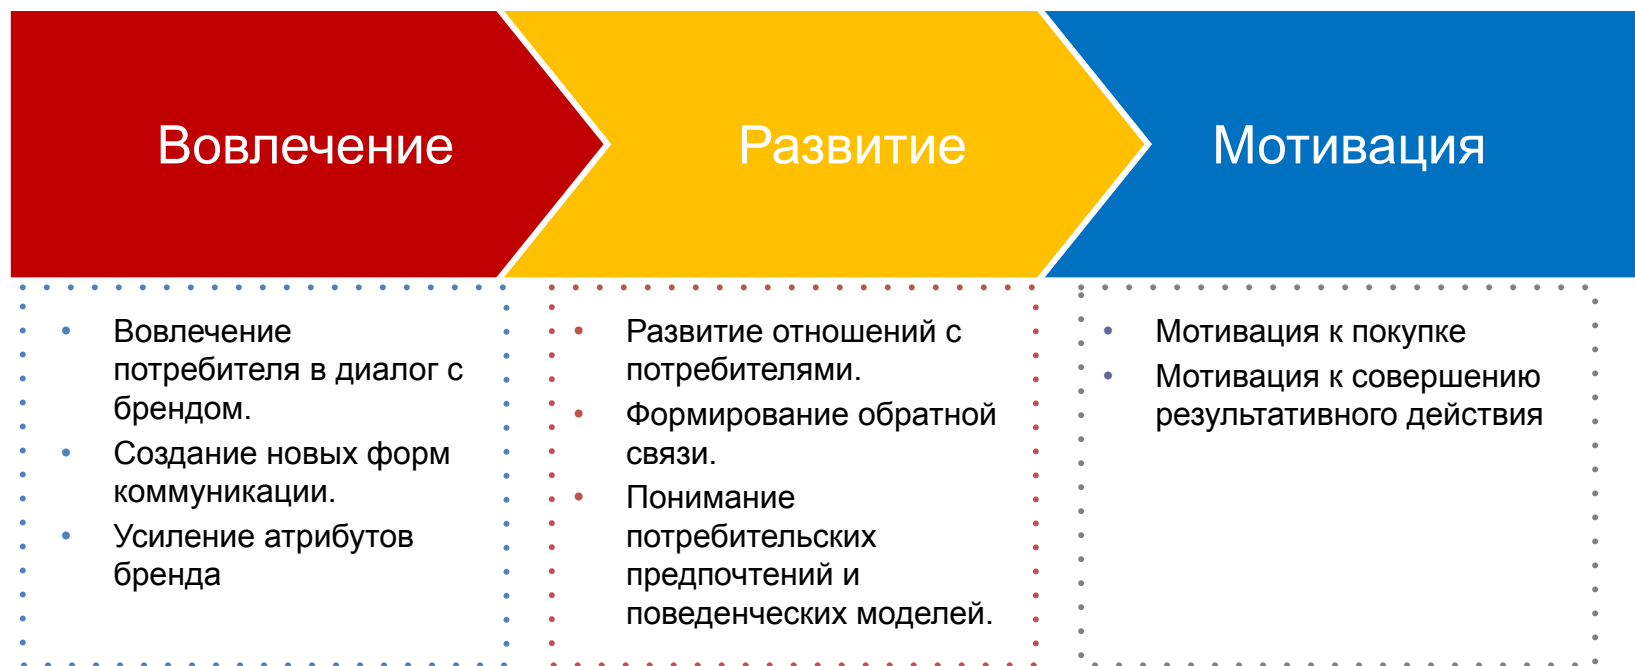 Вовлечение
Развитие
Мотивация
• Вовлечение
потребителя в диалог с
брендом.
• Создание новых форм
коммуникации.
• Усиление атрибутов
бренда
• Развитие отношений с
потребителями.
• Формирование обратной
связи.
• Понимание
потребительских
предпочтений и
поведенческих моделей.
• Мотивация к покупке
• Мотивация к совершению
результативного действия